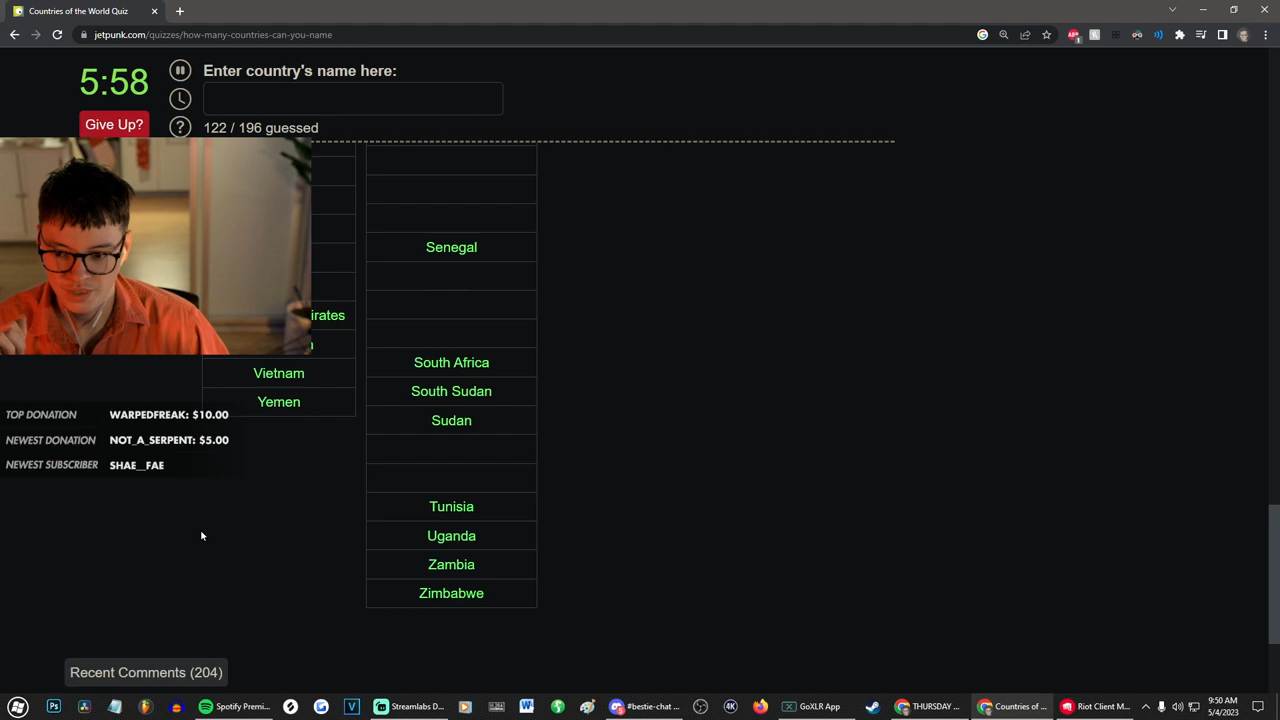 Countries of the World Quiz
jetpunk.com/quizzes/how-many-countries-can-you-name
5:58
Enter country's name here:
Give Up?
122 / 196 guessed
Senegal
irates
South Africa
Vietnam
South Sudan
Yemen
Sudan
TOP DONATION WARPEDFREAK: $10.00
NEWEST DONATION NOT_A_SERPENT: $5.00
NEWEST SUBSCRIBER SHAE__FAE
Tunisia
Uganda
Zambia
Zimbabwe
Recent Comments (204)
Spotify Premi...
Streamlabs D...
#bestie-chat ...
GoXLR App
THURSDAY ...
Countries of ...
Riot Client M...
9:50 AM
5/4/2023